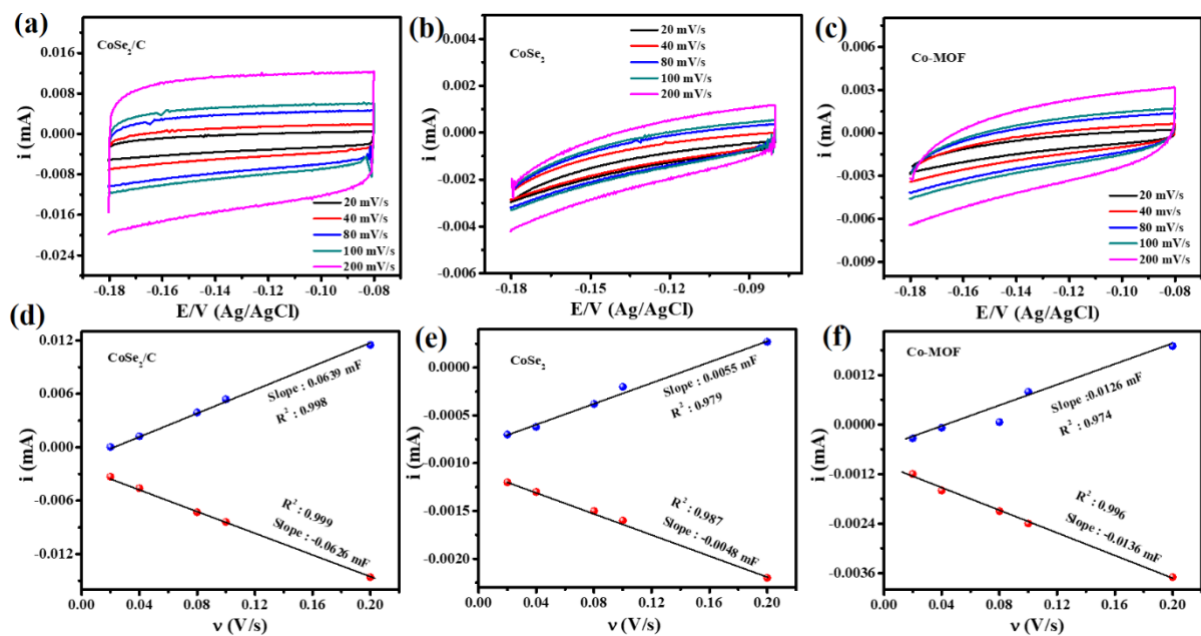 (a)
CoSe2/C
0.016
0.008
0.000
-0.008
-0.016
-0.024
i (mA)
20 mV/s
40 mV/s
80 mV/s
100 mV/s
200 mV/s
-0.18 -0.16 -0.14 -0.12 -0.10 -0.08
E/V (Ag/AgCl)
(b)
CoSe2
0.004
0.002
0.000
-0.002
-0.004
-0.006
i (mA)
20 mV/s
40 mV/s
80 mV/s
100 mV/s
200 mV/s
-0.18 -0.15 -0.12 -0.09
E/V (Ag/AgCl)
(c)
Co-MOF
0.006
0.003
0.000
-0.003
-0.006
-0.009
i (mA)
20 mV/s
40 mv/s
80 mV/s
100 mV/s
200 mV/s
-0.18 -0.16 -0.14 -0.12 -0.10 -0.08
E/V (Ag/AgCl)
(d)
CoSe2/C
0.012
0.006
0.000
-0.006
-0.012
i (mA)
Slope : 0.0639 mF
R2 : 0.998
R2 : 0.999
Slope : -0.0626 mF
0.00 0.04 0.08 0.12 0.16 0.20
ν (V/s)
(e)
CoSe2
0.0000
-0.0005
-0.0010
-0.0015
-0.0020
i (mA)
Slope : 0.0055 mF
R2 : 0.979
R2 : 0.987
Slope : -0.0048 mF
0.00 0.04 0.08 0.12 0.16 0.20
ν (V/s)
(f)
Co-MOF
0.0012
0.0000
-0.0012
-0.0024
-0.0036
i (mA)
Slope :0.0126 mF
R2 : 0.974
R2 : 0.996
Slope : -0.0136 mF
0.00 0.04 0.08 0.12 0.16 0.20
ν (V/s)